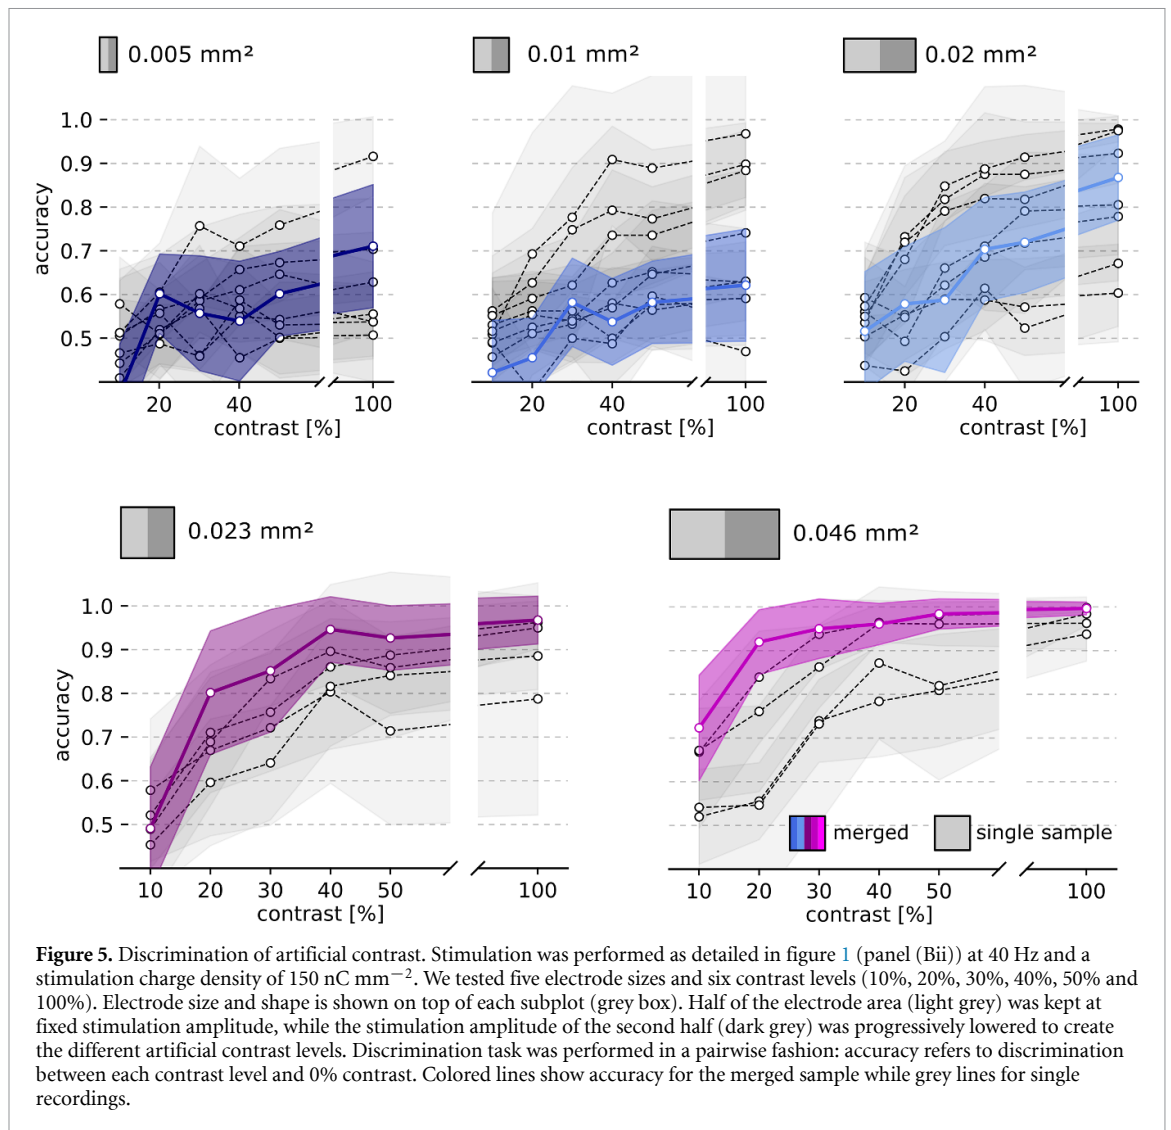 0.005 mm²
0.01 mm²
0.02 mm²
1.0
0.9
0.8
0.7
0.6
0.5
accuracy
20 40 100
contrast [%]
20 40 100
contrast [%]
20 40 100
contrast [%]
0.023 mm²
0.046 mm²
1.0
0.9
0.8
0.7
0.6
0.5
accuracy
merged
single sample
10 20 30 40 50 100
contrast [%]
10 20 30 40 50 100
contrast [%]
Figure 5. Discrimination of artificial contrast. Stimulation was performed as detailed in figure 1 (panel (Bii)) at 40 Hz and a
stimulation charge density of 150 nC mm⁻². We tested five electrode sizes and six contrast levels (10%, 20%, 30%, 40%, 50% and
100%). Electrode size and shape is shown on top of each subplot (grey box). Half of the electrode area (light grey) was kept at
fixed stimulation amplitude, while the stimulation amplitude of the second half (dark grey) was progressively lowered to create
the different artificial contrast levels. Discrimination task was performed in a pairwise fashion: accuracy refers to discrimination
between each contrast level and 0% contrast. Colored lines show accuracy for the merged sample while grey lines for single
recordings.